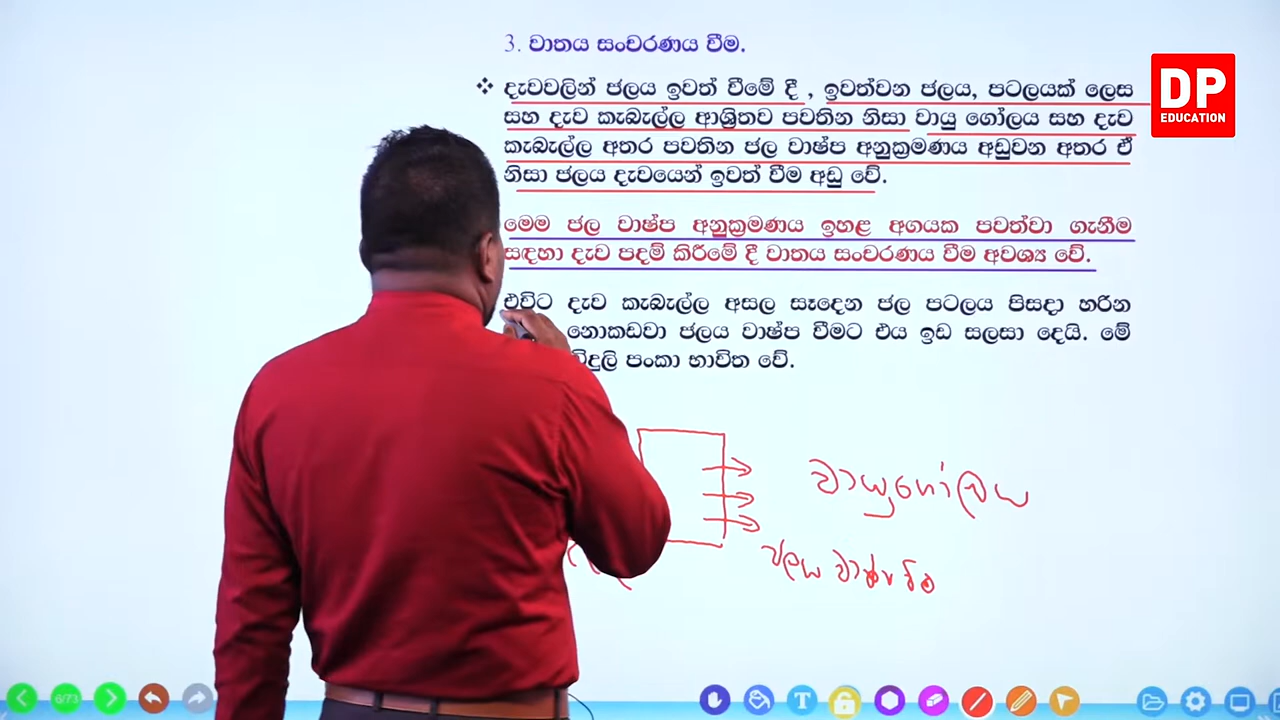 3. වාතය සංචරණය වීම.
❖ දැවවලින් ජලය ඉවත් වීමේ දී , ඉවත්වන ජලය, පටලයක් ලෙස
සහ දැව කැබැල්ල ආශ්‍රිතව පවතින නිසා වායු ගෝලය සහ දැව
කැබැල්ල අතර පවතින ජල වාෂ්ප අනුක්‍රමණය අඩුවන අතර ඒ
නිසා ජලය දැවයෙන් ඉවත් වීම අඩු වේ.
මෙම ජල වාෂ්ප අනුක්‍රමණය ඉහළ අගයක පවත්වා ගැනීම
සඳහා දැව පදම් කිරීමේ දී වාතය සංචරණය වීම අවශ්‍ය වේ.
එවිට දැව කැබැල්ල අසල සෑදෙන ජල පටලය පිසදා හරින
නොකඩවා ජලය වාෂ්ප වීමට එය ඉඩ සලසා දෙයි. මේ
පංකා භාවිත වේ.
වායුගෝලය
ජලය වාෂ්ප වීම
DP
EDUCATION
6/73
T